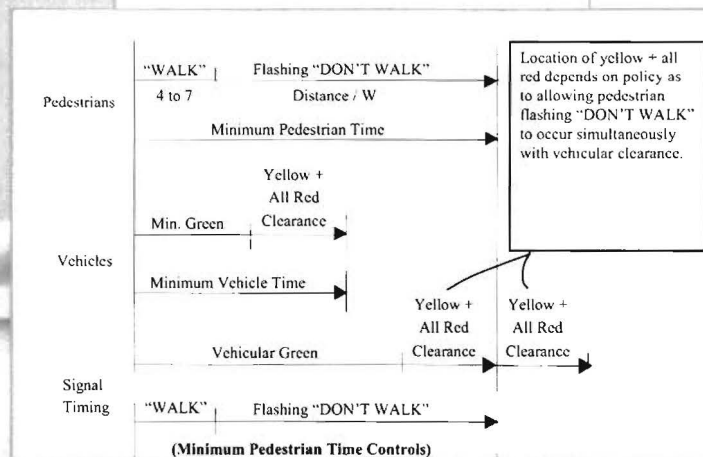 "WALK" Flashing "DON'T WALK"
Pedestrians
4 to 7 Distance / W
Minimum Pedestrian Time
Location of yellow + all
red depends on policy as
to allowing pedestrian
flashing "DON'T WALK"
to occur simultaneously
with vehicular clearance.
Yellow +
All Red
Clearance
Min. Green
Vehicles
Minimum Vehicle Time
Yellow +
All Red
Clearance
Yellow +
All Red
Clearance
Vehicular Green
Signal
Timing
"WALK" Flashing "DON'T WALK"
(Minimum Pedestrian Time Controls)